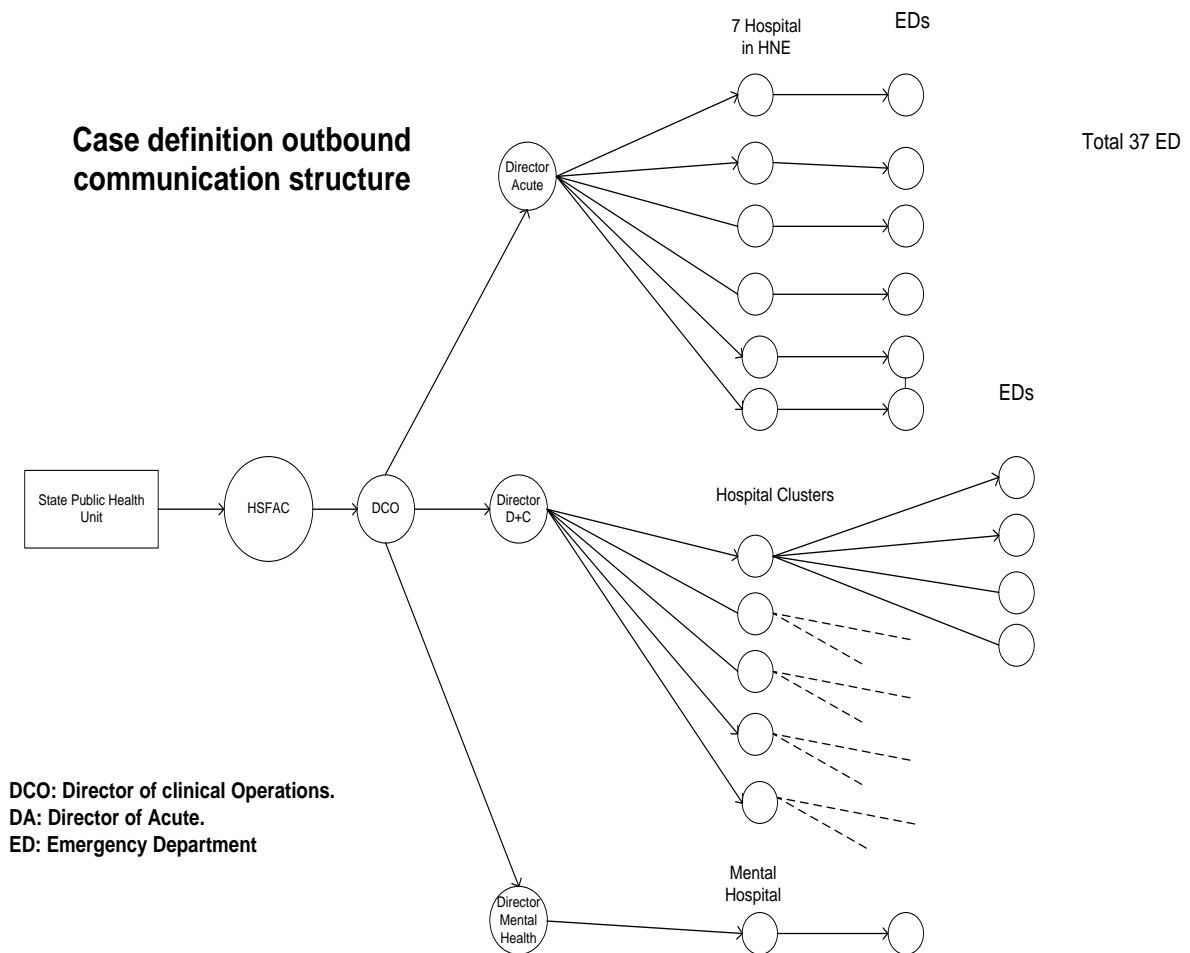 7 Hospital
in HNE
EDs
Case definition outbound
communication structure
Total 37 ED
Director
Acute
EDs
State Public Health
Unit
HSFAC
DCO
Director
D+C
Hospital Clusters
DCO: Director of clinical Operations.
DA: Director of Acute.
ED: Emergency Department
Mental
Hospital
Director
Mental
Health